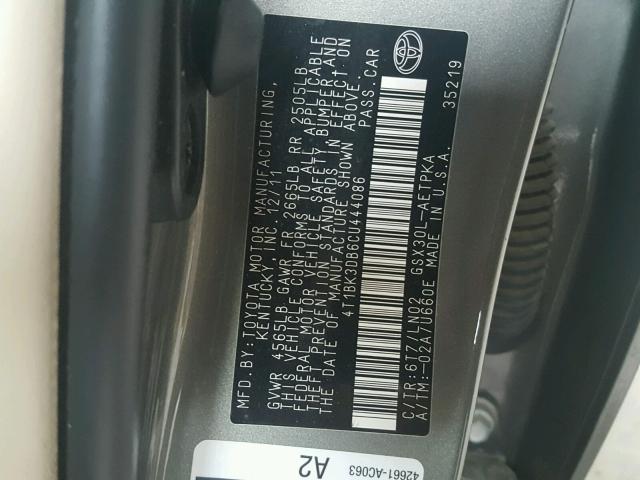 MFD. BY: TOYOTA MOTOR MANUFACTURING,
KENTUCKY, INC. 12/11
GVWR 4565LB GAWR FR 2665LB RR 2505LB
THIS VEHICLE CONFORMS TO ALL APPLICABLE
FEDERAL MOTOR VEHICLE SAFETY, BUMPER, AND
THEFT PREVENTION STANDARDS IN EFFECT ON
THE DATE OF MANUFACTURE SHOWN ABOVE.
4T1BK3DB6CU444086 PASS. CAR
C/TR: 6T7/LN02 GSX30L-AETPKA
A/TM: -02A/U660E MADE IN U.S.A. 35219
42661-AC063
A2